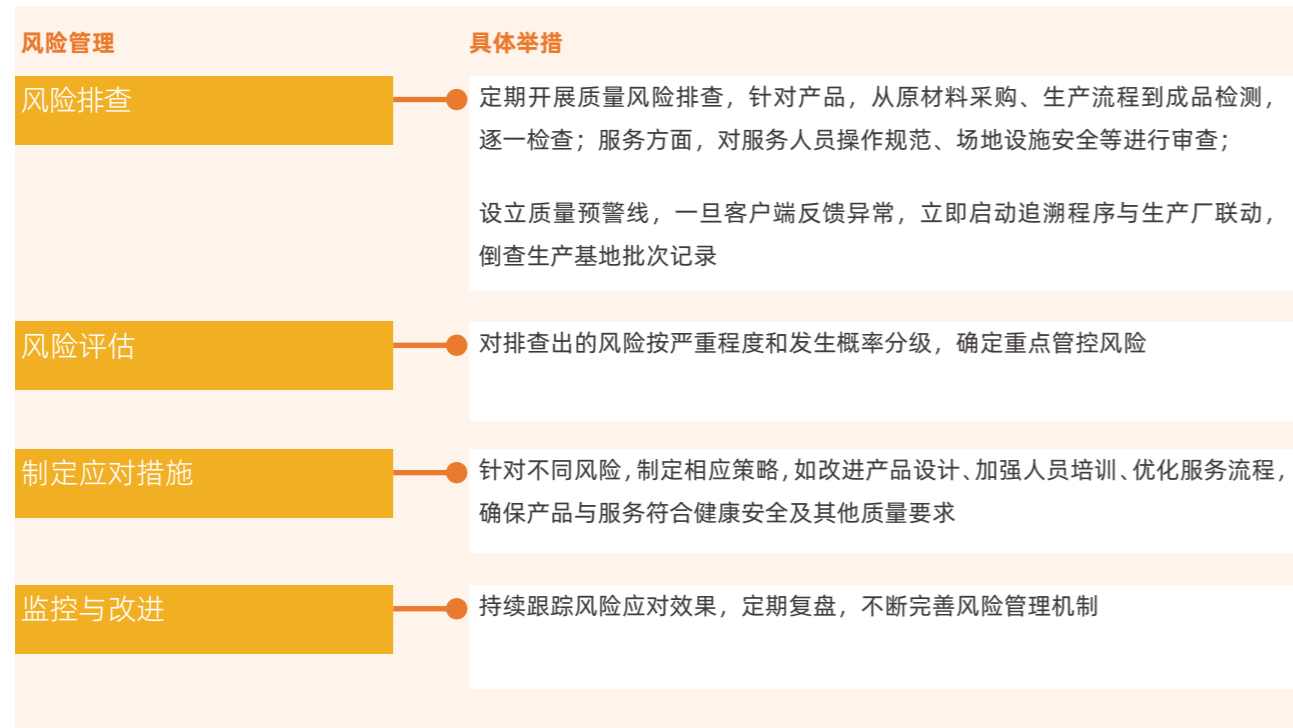 风险管理
具体举措
风险排查
定期开展质量风险排查，针对产品，从原材料采购、生产流程到成品检测，
逐一检查；服务方面，对服务人员操作规范、场地设施安全等进行审查；
设立质量预警线，一旦客户端反馈异常，立即启动追溯程序与生产厂联动，
倒查生产基地批次记录
风险评估
对排查出的风险按严重程度和发生概率分级，确定重点管控风险
制定应对措施
针对不同风险，制定相应策略，如改进产品设计、加强人员培训、优化服务流程，
确保产品与服务符合健康安全及其他质量要求
监控与改进
持续跟踪风险应对效果，定期复盘，不断完善风险管理机制